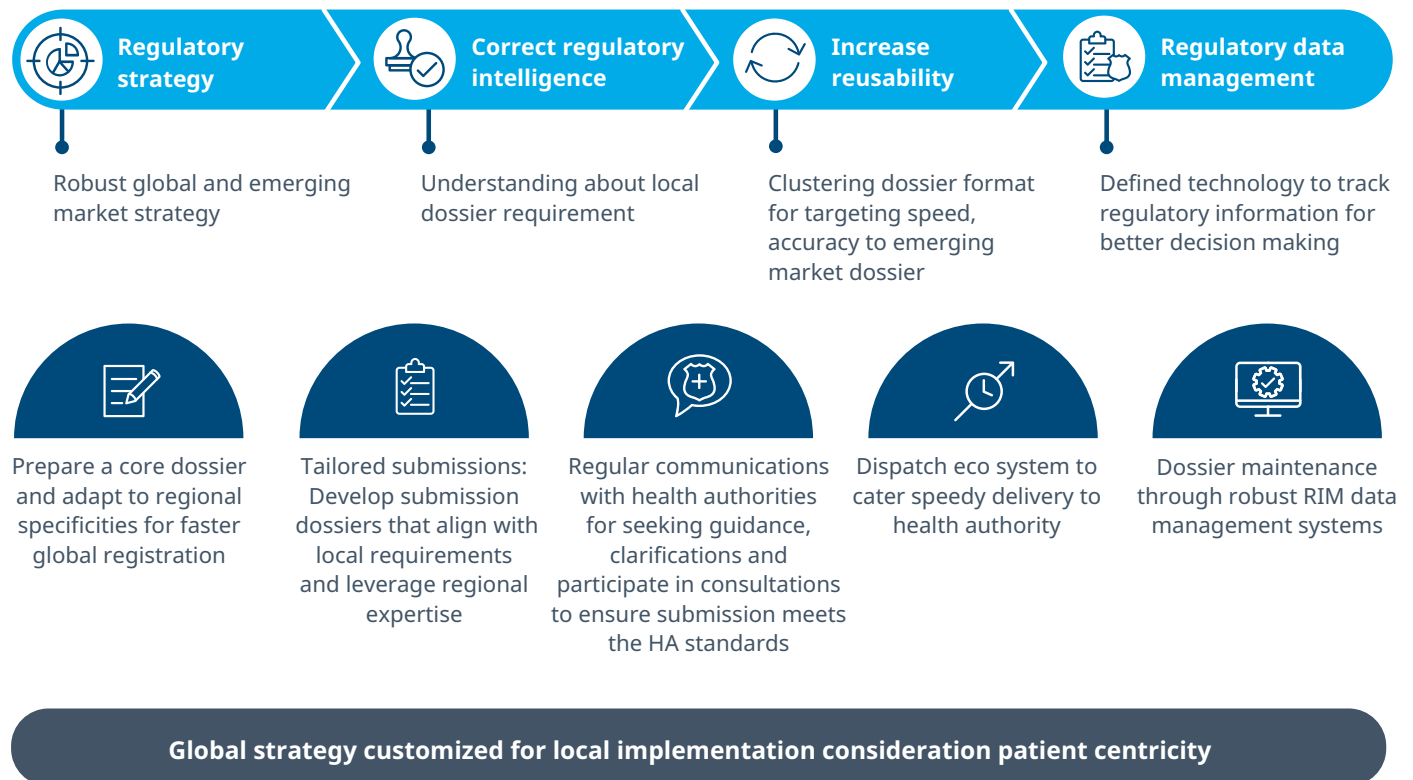 Regulatory
strategy
Correct regulatory
intelligence
Increase
reusability
Regulatory data
management
Robust global and emerging
market strategy
Understanding about local
dossier requirement
Clustering dossier format
for targeting speed,
accuracy to emerging
market dossier
Defined technology to track
regulatory information for
better decision making
Prepare a core dossier
and adapt to regional
specificities for faster
global registration
Tailored submissions:
Develop submission
dossiers that align with
local requirements
and leverage regional
expertise
Regular communications
with health authorities
for seeking guidance,
clarifications and
participate in consultations
to ensure submission meets
the HA standards
Dispatch eco system to
cater speedy delivery to
health authority
Dossier maintenance
through robust RIM data
management systems
Global strategy customized for local implementation consideration patient centricity